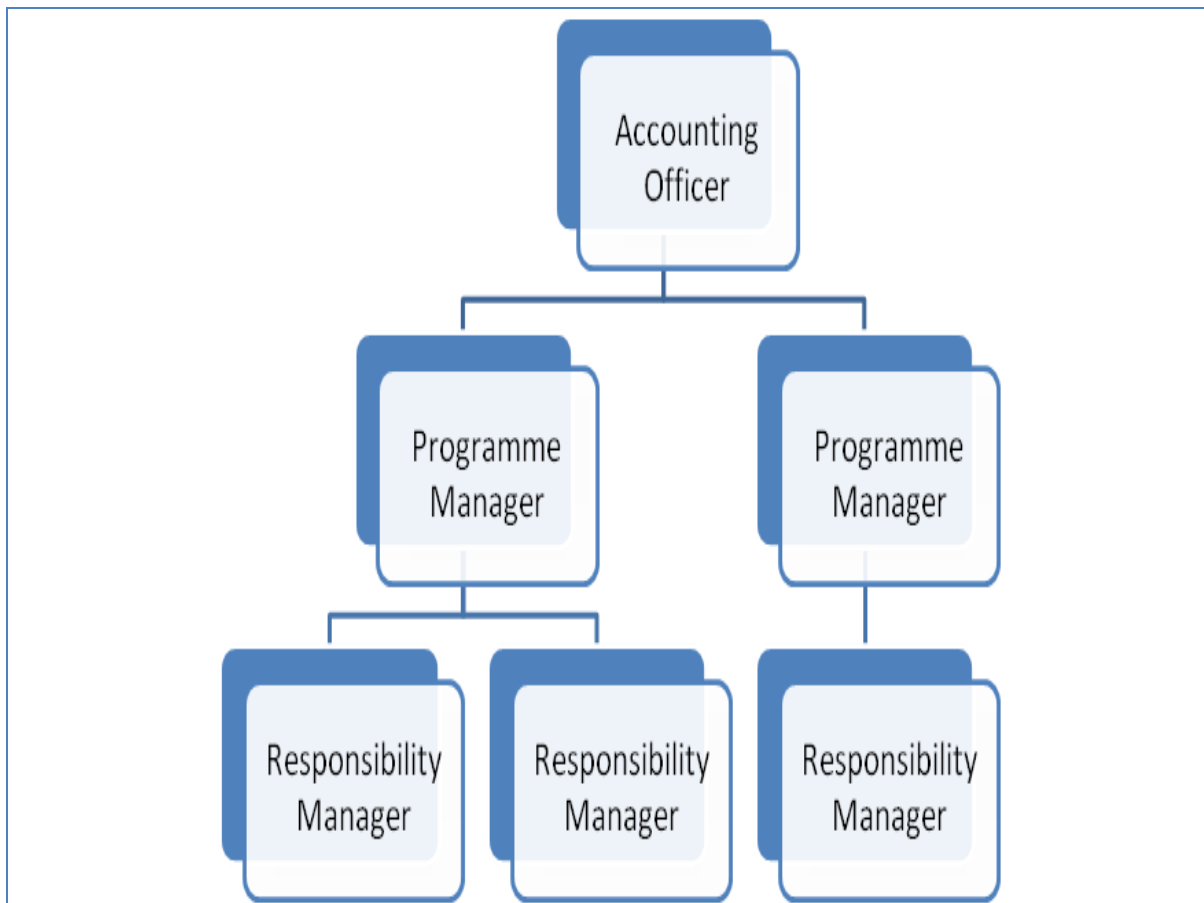 Accounting
Officer
Programme
Manager
Programme
Manager
Responsibility
Manager
Responsibility
Manager
Responsibility
Manager